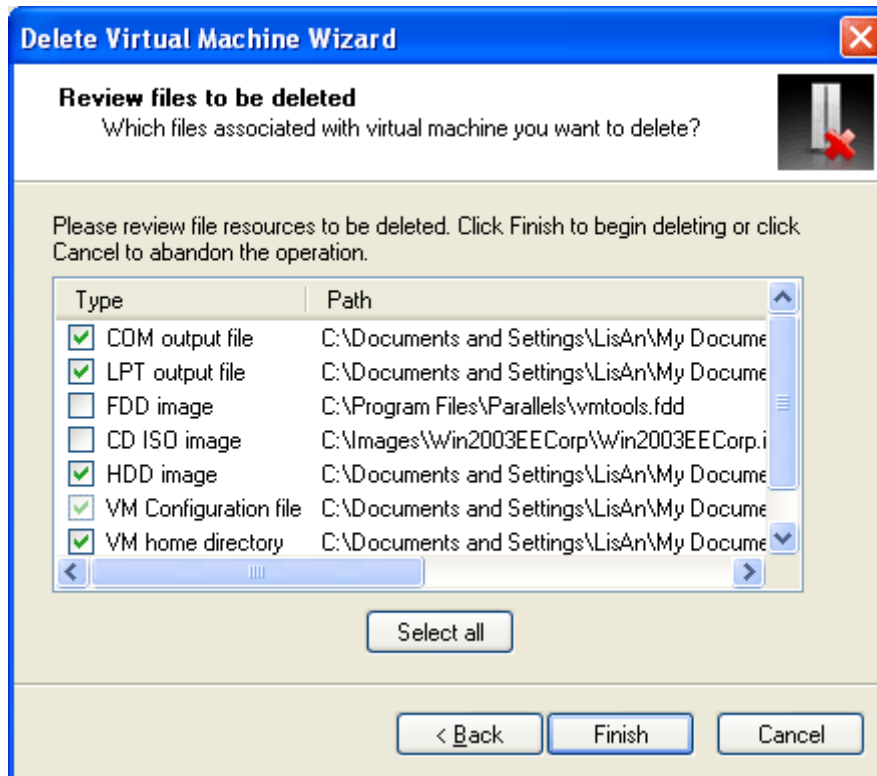 Delete Virtual Machine Wizard
Review files to be deleted
Which files associated with virtual machine you want to delete?
Please review file resources to be deleted. Click Finish to begin deleting or click
Cancel to abandon the operation.
Type Path
COM output file C:\Documents and Settings\LisAn\My Docume
LPT output file C:\Documents and Settings\LisAn\My Docume
FDD image C:\Program Files\Parallels\vmtools.fdd
CD ISO image C:\Images\Win2003EECorp\Win2003EECorp.i
HDD image C:\Documents and Settings\LisAn\My Docume
VM Configuration file C:\Documents and Settings\LisAn\My Docume
VM home directory C:\Documents and Settings\LisAn\My Docume
Select all
< Back Finish Cancel